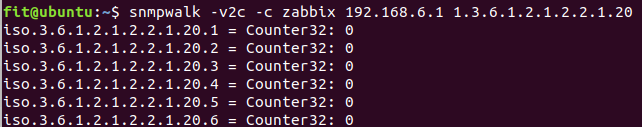 fit@ubuntu:~$ snmpwalk -v2c -c zabbix 192.168.6.1 1.3.6.1.2.1.2.2.1.20
iso.3.6.1.2.1.2.2.1.20.1 = Counter32: 0
iso.3.6.1.2.1.2.2.1.20.2 = Counter32: 0
iso.3.6.1.2.1.2.2.1.20.3 = Counter32: 0
iso.3.6.1.2.1.2.2.1.20.4 = Counter32: 0
iso.3.6.1.2.1.2.2.1.20.5 = Counter32: 0
iso.3.6.1.2.1.2.2.1.20.6 = Counter32: 0